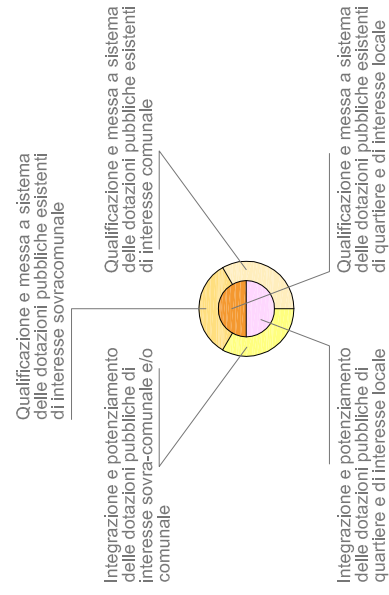 Qualificazione e messa a sistema
delle dotazioni pubbliche esistenti
di interesse sovracomunale
Integrazione e potenziamento
delle dotazioni pubbliche di
interesse sovra-comunale e/o
comunale
Qualificazione e messa a sistema
delle dotazioni pubbliche esistenti
di interesse comunale
Integrazione e potenziamento
delle dotazioni pubbliche di
quartiere e di interesse locale
Qualificazione e messa a sistema
delle dotazioni pubbliche esistenti
di quartiere e di interesse locale